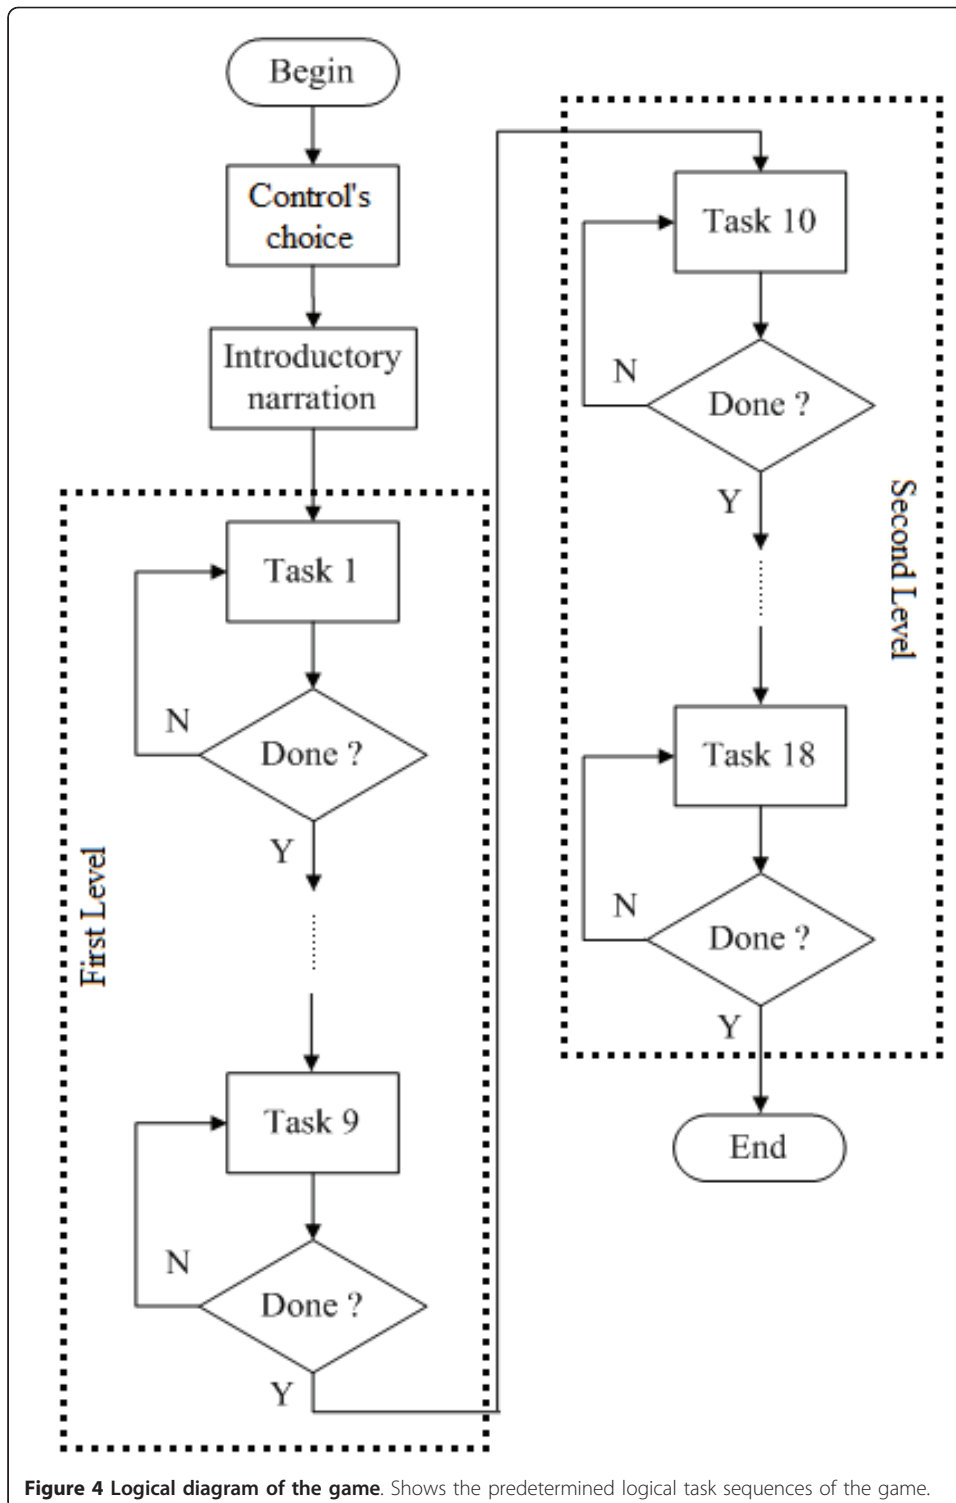 Begin
Control's
choice
Introductory
narration
First Level
Task 1
Done ?
N
Y
Task 9
Done ?
N
Y
Second Level
Task 10
Done ?
N
Y
Task 18
Done ?
N
Y
End
Figure 4 Logical diagram of the game. Shows the predetermined logical task sequences of the game.